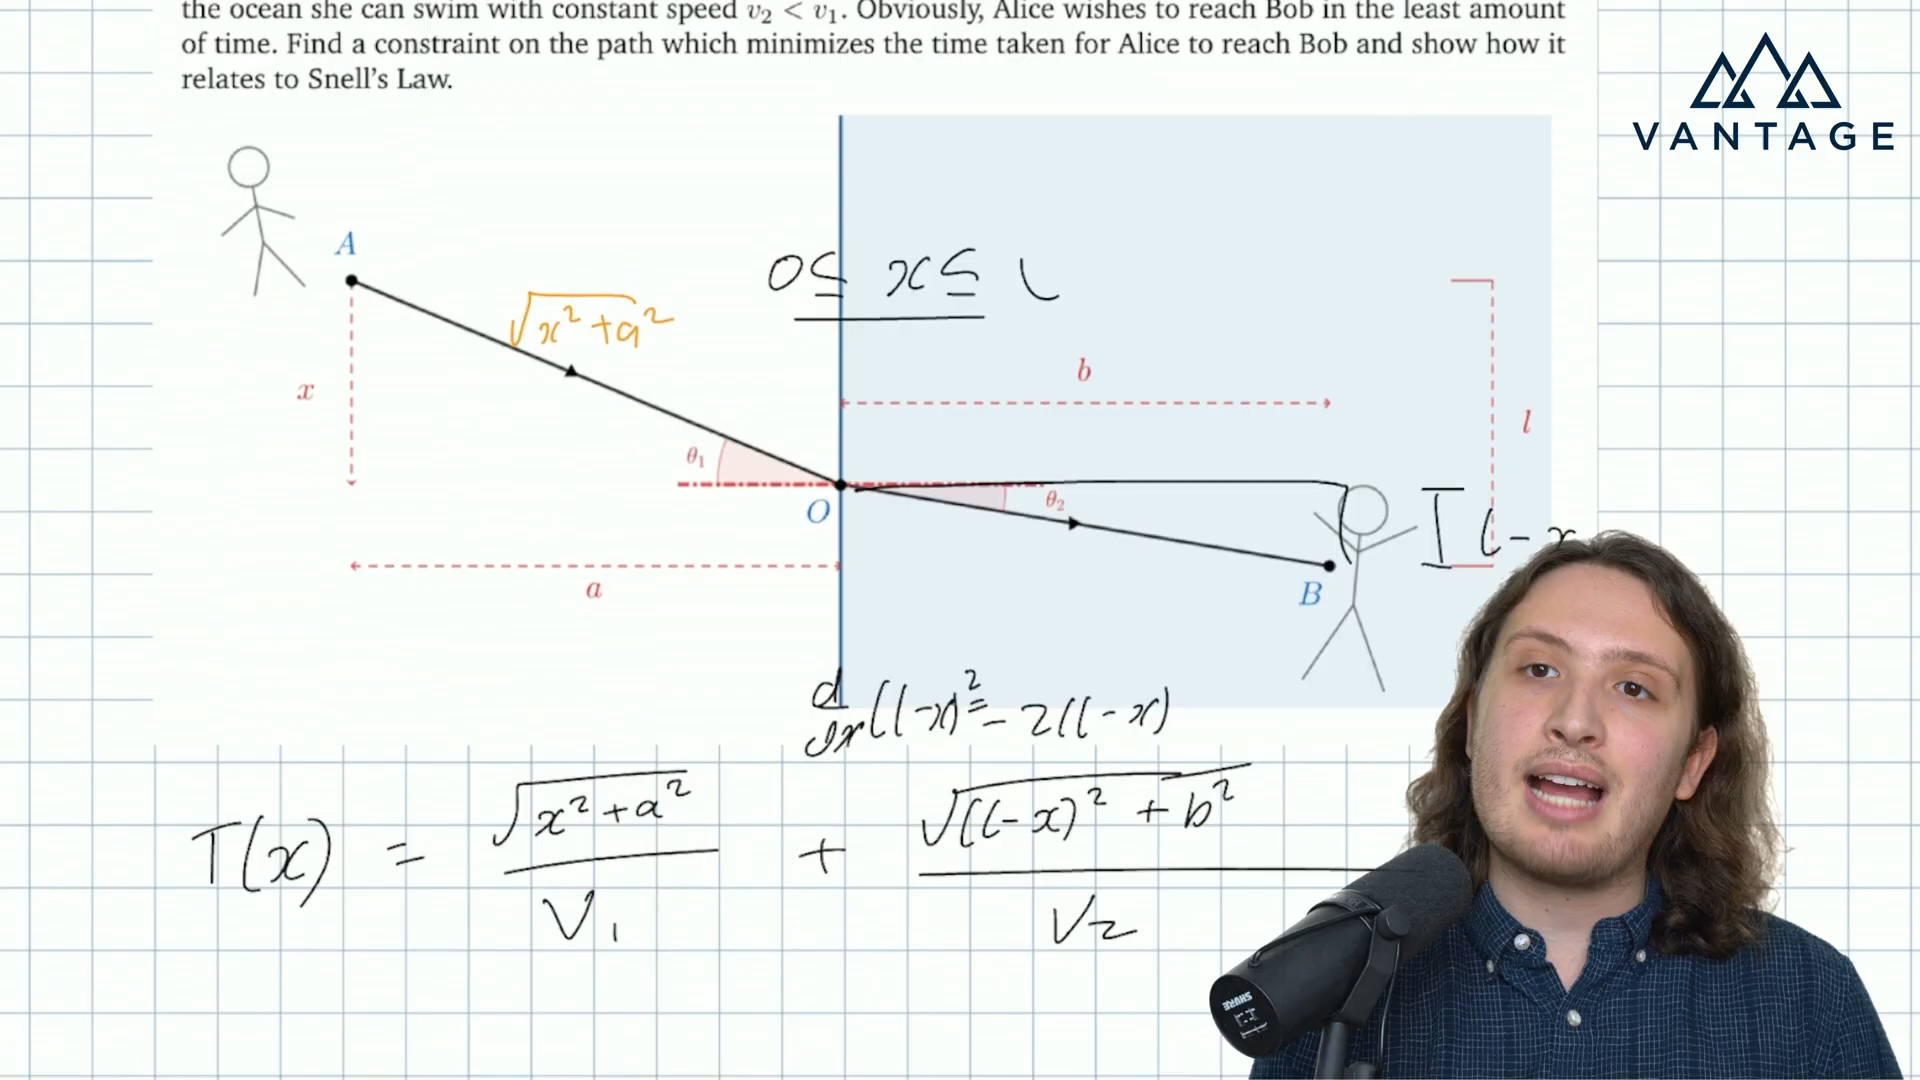 the ocean she can swim with constant speed v₂ < v₁. Obviously, Alice wishes to reach Bob in the least amount
of time. Find a constraint on the path which minimizes the time taken for Alice to reach Bob and show how it
relates to Snell's Law.
VANTAGE
A
0 ≤ x ≤ l
√(x² + a²)
x
b
l
θ₁
θ₂
O
l - x
a
B
d/dx (l-x)² = -2(l-x)
T(x) = √(x² + a²) / V₁ + √((l-x)² + b²) / V₂
SHURE